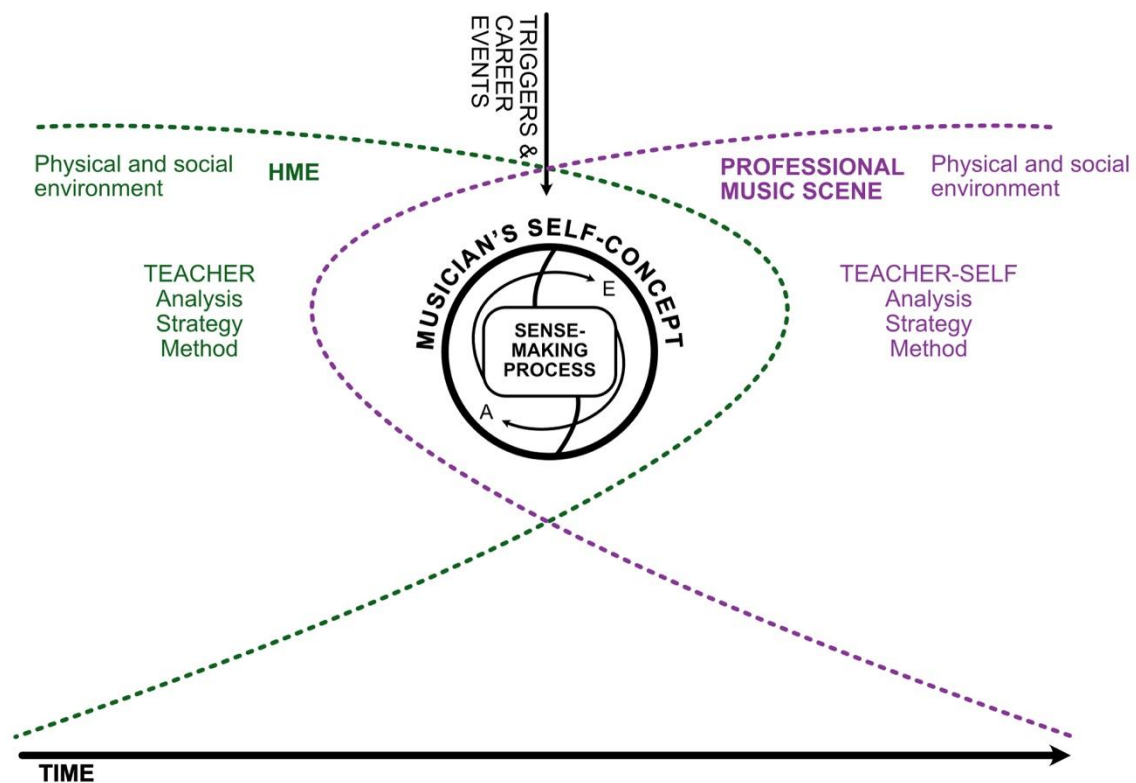 TRIGGERS &
CAREER
EVENTS
Physical and social
environment
HME
PROFESSIONAL
MUSIC SCENE
Physical and social
environment
TEACHER
Analysis
Strategy
Method
MUSICIAN'S SELF-CONCEPT
E
SENSE-
MAKING
PROCESS
A
TEACHER-SELF
Analysis
Strategy
Method
TIME